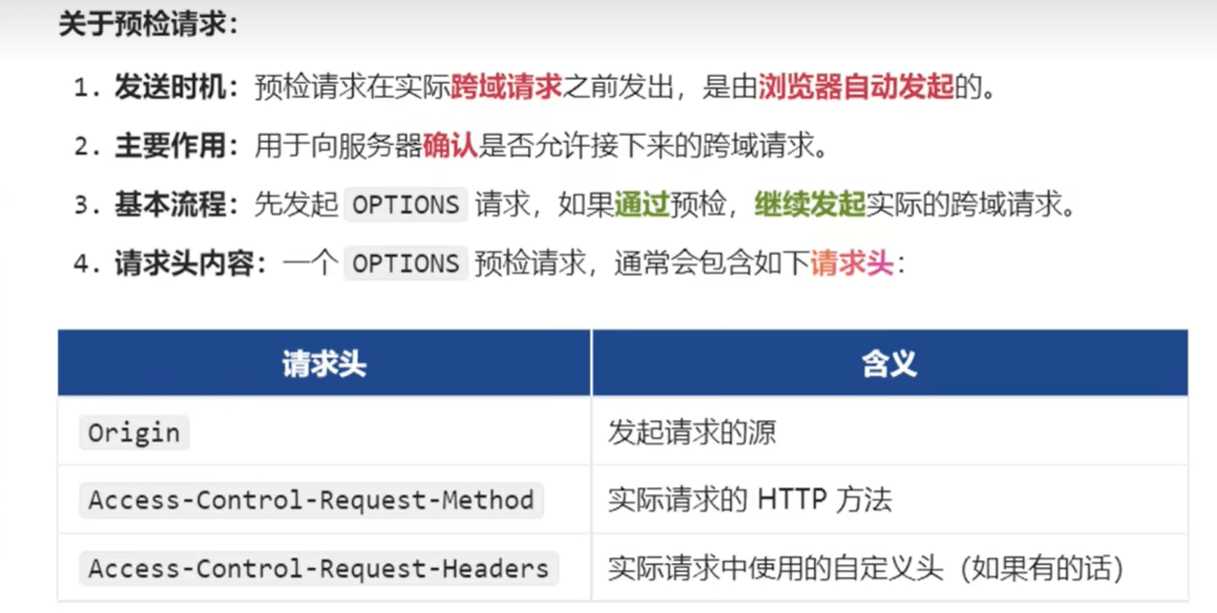 关于预检请求：
1. 发送时机：预检请求在实际跨域请求之前发出，是由浏览器自动发起的。
2. 主要作用：用于向服务器确认是否允许接下来的跨域请求。
3. 基本流程：先发起 OPTIONS 请求，如果通过预检，继续发起实际的跨域请求。
4. 请求头内容：一个 OPTIONS 预检请求，通常会包含如下请求头：
请求头 含义
Origin 发起请求的源
Access-Control-Request-Method 实际请求的 HTTP 方法
Access-Control-Request-Headers 实际请求中使用的自定义头（如果有的话）